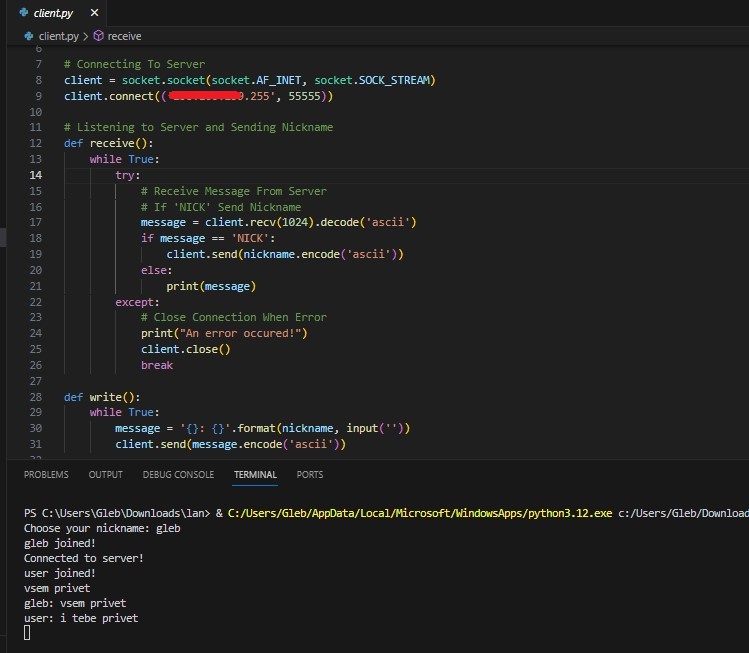 client.py ×
client.py > receive
6
7 # Connecting To Server
8 client = socket.socket(socket.AF_INET, socket.SOCK_STREAM)
9 client.connect((' .255', 55555))
10
11 # Listening to Server and Sending Nickname
12 def receive():
13 while True:
14 try:
15 # Receive Message From Server
16 # If 'NICK' Send Nickname
17 message = client.recv(1024).decode('ascii')
18 if message == 'NICK':
19 client.send(nickname.encode('ascii'))
20 else:
21 print(message)
22 except:
23 # Close Connection When Error
24 print("An error occured!")
25 client.close()
26 break
27
28 def write():
29 while True:
30 message = '{}: {}'.format(nickname, input(''))
31 client.send(message.encode('ascii'))
PROBLEMS OUTPUT DEBUG CONSOLE TERMINAL PORTS
PS C:\Users\Gleb\Downloads\lan> & C:/Users/Gleb/AppData/Local/Microsoft/WindowsApps/python3.12.exe c:/Users/Gleb/Download
Choose your nickname: gleb
gleb joined!
Connected to server!
user joined!
vsem privet
gleb: vsem privet
user: i tebe privet